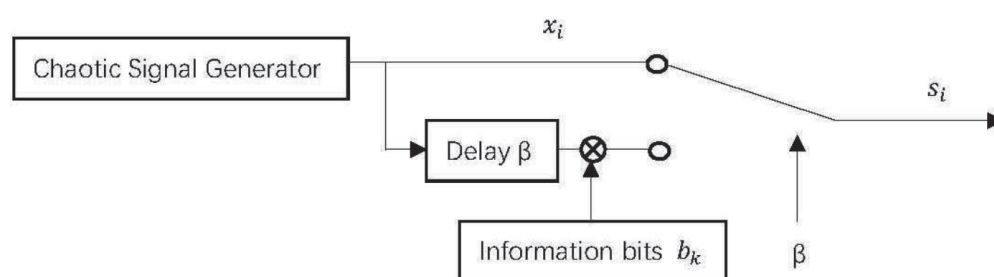 x_i
Chaotic Signal Generator
s_i
Delay β
Information bits b_k
β